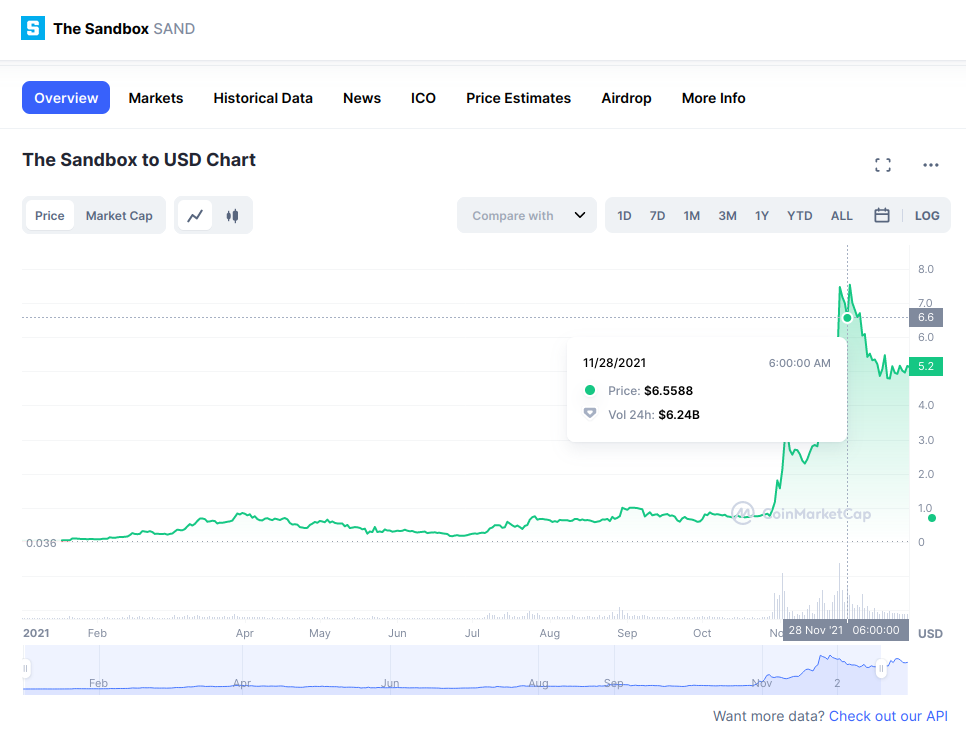 The Sandbox SAND
Overview Markets Historical Data News ICO Price Estimates Airdrop More Info
The Sandbox to USD Chart
Price Market Cap Compare with 1D 7D 1M 3M 1Y YTD ALL LOG
8.0
7.0
6.6
6.0
11/28/2021 6:00:00 AM
5.2
Price: $6.5588
4.0
Vol 24h: $6.24B
3.0
2.0
1.0
CoinMarketCap
0.036
0
2021 Feb Apr May Jun Jul Aug Sep Oct 28 Nov '21 06:00:00 USD
Feb Apr Jun Aug Sep Nov 2
Want more data? Check out our API